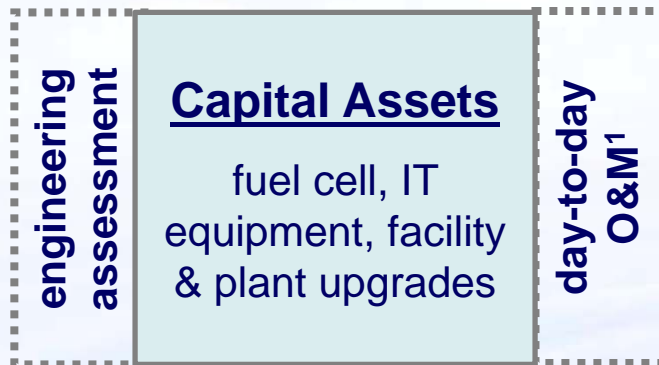 engineering
assessment
Capital Assets
fuel cell, IT
equipment, facility
& plant upgrades
day-to-day
O&M¹